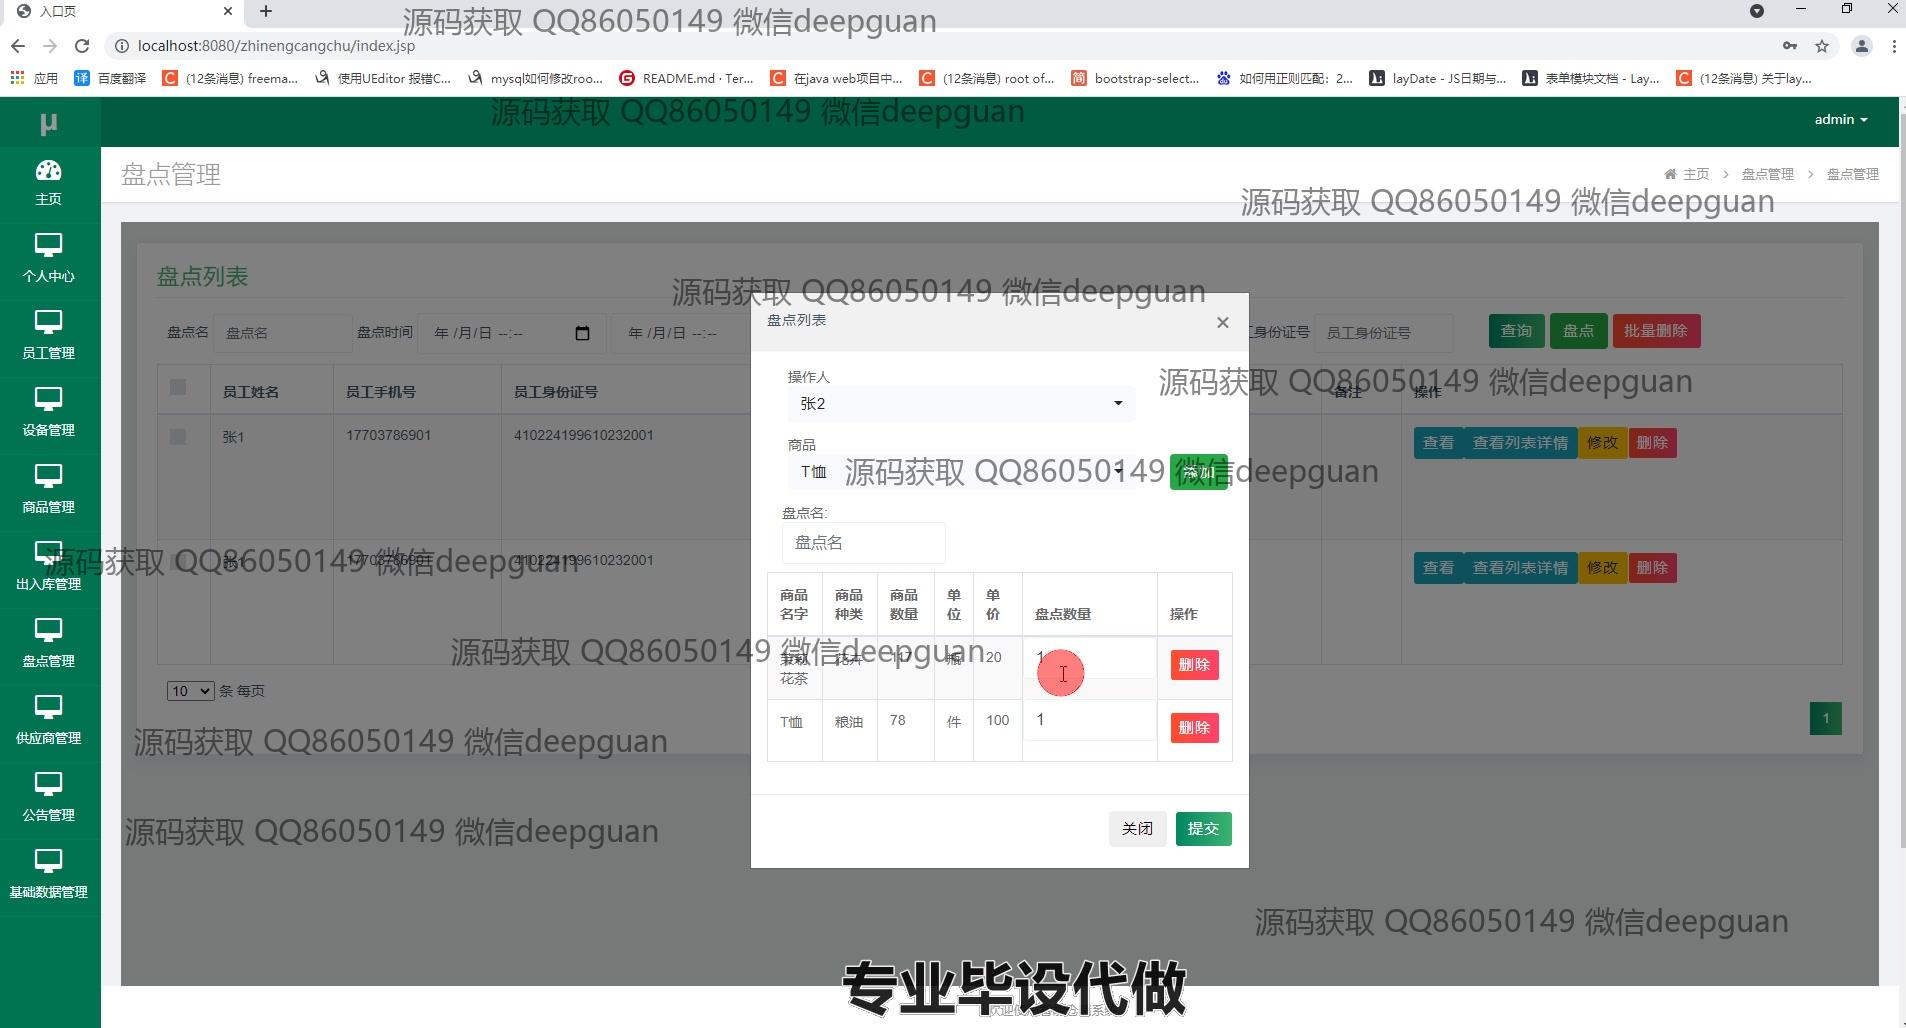 入口页
源码获取 QQ86050149 微信deepguan
localhost:8080/zhinengcangchu/index.jsp
应用
百度翻译
(12条消息) freema...
使用UEditor 报错C...
mysql如何修改roo...
README.md · Ter...
在java web项目中...
(12条消息) root of...
bootstrap-select...
如何用正则匹配：2...
layDate - JS日期与...
表单模块文档 - Lay...
(12条消息) 关于lay...
源码获取 QQ86050149 微信deepguan
μ
admin
主页
盘点管理
主页 > 盘点管理 > 盘点管理
源码获取 QQ86050149 微信deepguan
个人中心
员工管理
设备管理
商品管理
出入库管理
盘点管理
供应商管理
公告管理
基础数据管理
盘点列表
源码获取 QQ86050149 微信deepguan
盘点名 盘点名 盘点时间 年 /月/日 --:-- 年 /月/日 --:--
身份证号 员工身份证号 查询 盘点 批量删除
员工姓名 员工手机号 员工身份证号 备注 操作
源码获取 QQ86050149 微信deepguan
张1 17703786901 410224199610232001 查看 查看列表详情 修改 删除
张1 17703786901 410224199610232001 查看 查看列表详情 修改 删除
源码获取 QQ86050149 微信deepguan
10 条 每页
1
盘点列表
×
操作人
张2
商品
T恤
添加
源码获取 QQ86050149 微信deepguan
盘点名:
盘点名
商品名字 商品种类 商品数量 单位 单价 盘点数量 操作
茉莉花茶 花卉 117 瓶 20 1 删除
源码获取 QQ86050149 微信deepguan
T恤 粮油 78 件 100 1 删除
源码获取 QQ86050149 微信deepguan
关闭 提交
源码获取 QQ86050149 微信deepguan
源码获取 QQ86050149 微信deepguan
专业毕设代做